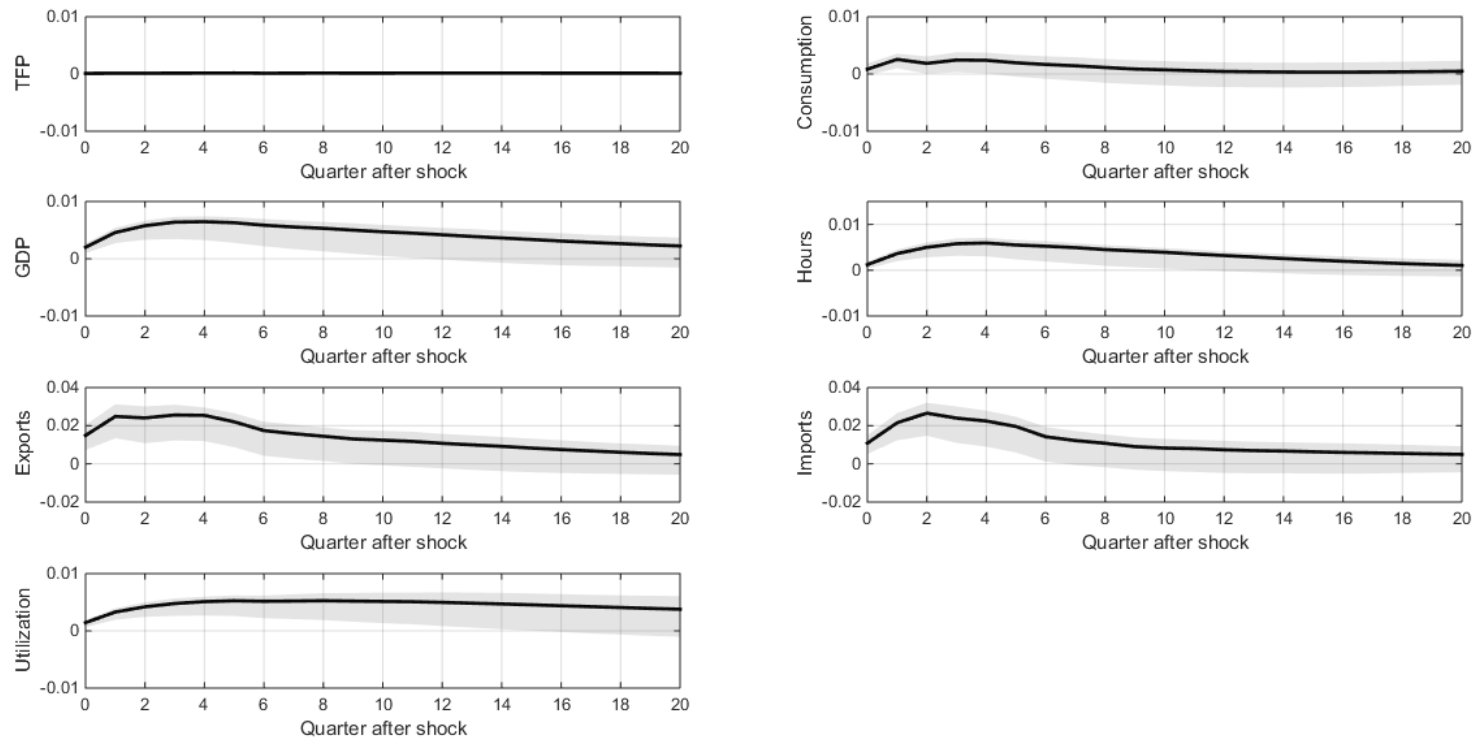 TFP
0.01
0
-0.01
0 2 4 6 8 10 12 14 16 18 20
Quarter after shock
Consumption
0.01
0
-0.01
0 2 4 6 8 10 12 14 16 18 20
Quarter after shock
GDP
0.01
0
-0.01
0 2 4 6 8 10 12 14 16 18 20
Quarter after shock
Hours
0.01
0
-0.01
0 2 4 6 8 10 12 14 16 18 20
Quarter after shock
Exports
0.04
0.02
0
-0.02
0 2 4 6 8 10 12 14 16 18 20
Quarter after shock
Imports
0.04
0.02
0
-0.02
0 2 4 6 8 10 12 14 16 18 20
Quarter after shock
Utilization
0.01
0
-0.01
0 2 4 6 8 10 12 14 16 18 20
Quarter after shock